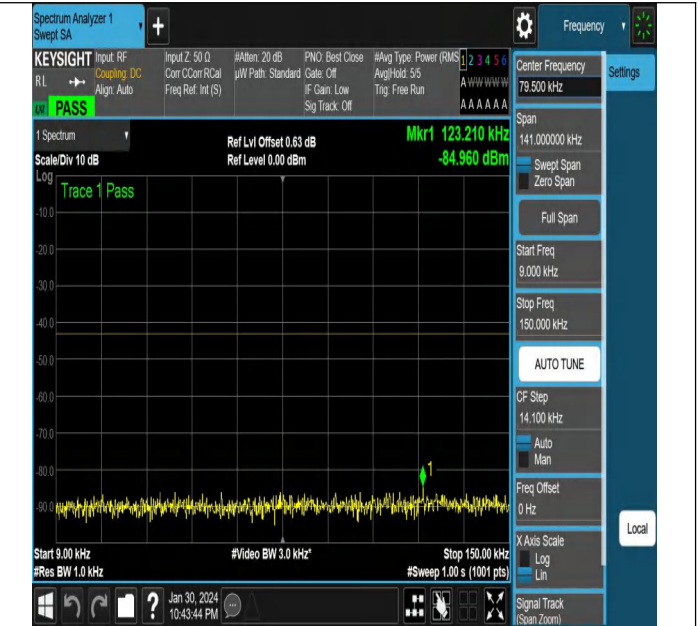 Spectrum Analyzer 1
Swept SA
+
Frequency
KEYSIGHT
RL
PASS
Input: RF
Coupling: DC
Align: Auto
Input Z: 50 Ω
Corr CCorr RCal
Freq Ref: Int (S)
#Atten: 20 dB
µW Path: Standard
PNO: Best Close
Gate: Off
IF Gain: Low
Sig Track: Off
#Avg Type: Power (RMS
Avg|Hold: 5/5
Trig: Free Run
1 2 3 4 5 6
A W W W W W
A A A A A A
1 Spectrum
Scale/Div 10 dB
Ref Lvl Offset 0.63 dB
Ref Level 0.00 dBm
Mkr1 123.210 kHz
-84.960 dBm
Log
Trace 1 Pass
-10.0
-20.0
-30.0
-40.0
-50.0
-60.0
-70.0
-80.0
-90.0
1
Start 9.00 kHz
#Res BW 1.0 kHz
#Video BW 3.0 kHz*
Stop 150.00 kHz
#Sweep 1.00 s (1001 pts)
?
Jan 30, 2024
10:43:44 PM
Center Frequency
79.500 kHz
Settings
Span
141.000000 kHz
Swept Span
Zero Span
Full Span
Start Freq
9.000 kHz
Stop Freq
150.000 kHz
AUTO TUNE
CF Step
14.100 kHz
Auto
Man
Freq Offset
0 Hz
X Axis Scale
Log
Lin
Local
Signal Track
(Span Zoom)